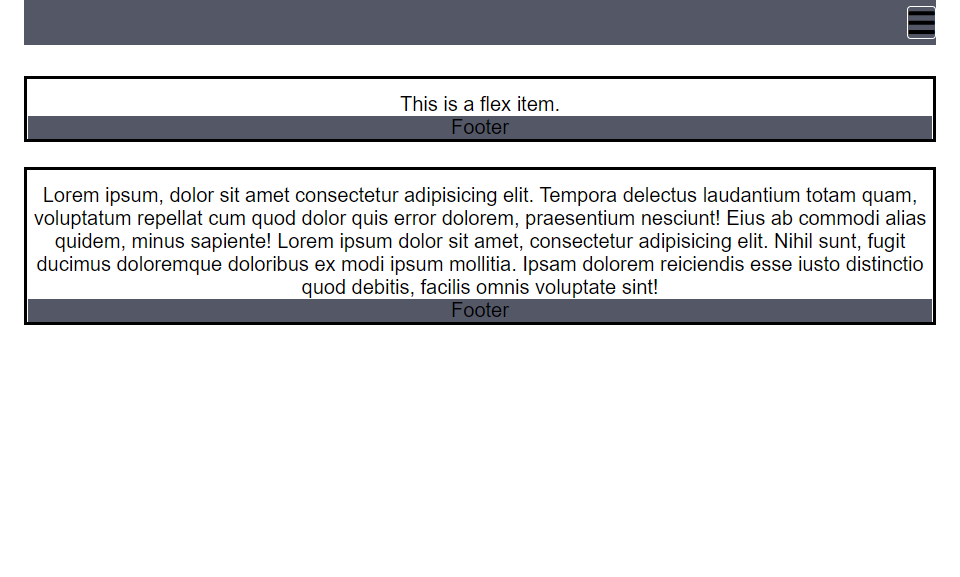 This is a flex item.
Footer
Lorem ipsum, dolor sit amet consectetur adipisicing elit. Tempora delectus laudantium totam quam,
voluptatum repellat cum quod dolor quis error dolorem, praesentium nesciunt! Eius ab commodi alias
quidem, minus sapiente! Lorem ipsum dolor sit amet, consectetur adipisicing elit. Nihil sunt, fugit
ducimus doloremque doloribus ex modi ipsum mollitia. Ipsam dolorem reiciendis esse iusto distinctio
quod debitis, facilis omnis voluptate sint!
Footer